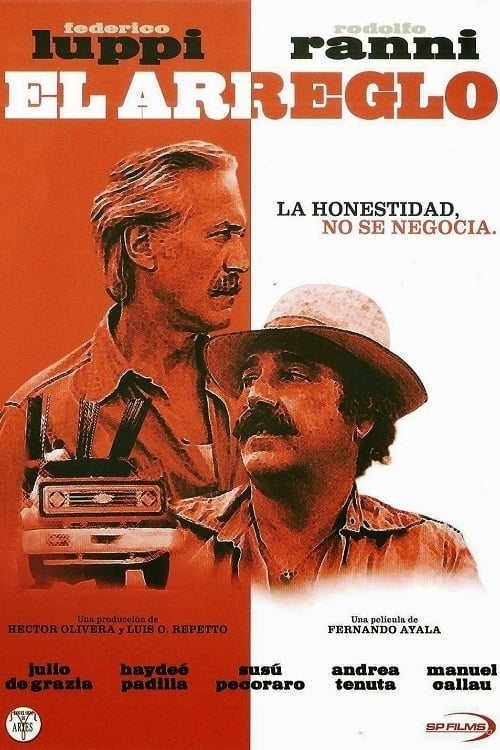 federico rodolfo
luppi ranni
EL ARREGLO
LA HONESTIDAD,
NO SE NEGOCIA.
Una producción de
HECTOR OLIVERA y LUIS O. REPETTO
Una película de
FERNANDO AYALA
julio de grazia
haydeé padilla
susú pecoraro
andrea tenuta
manuel callau
ARIES
SP FILMS